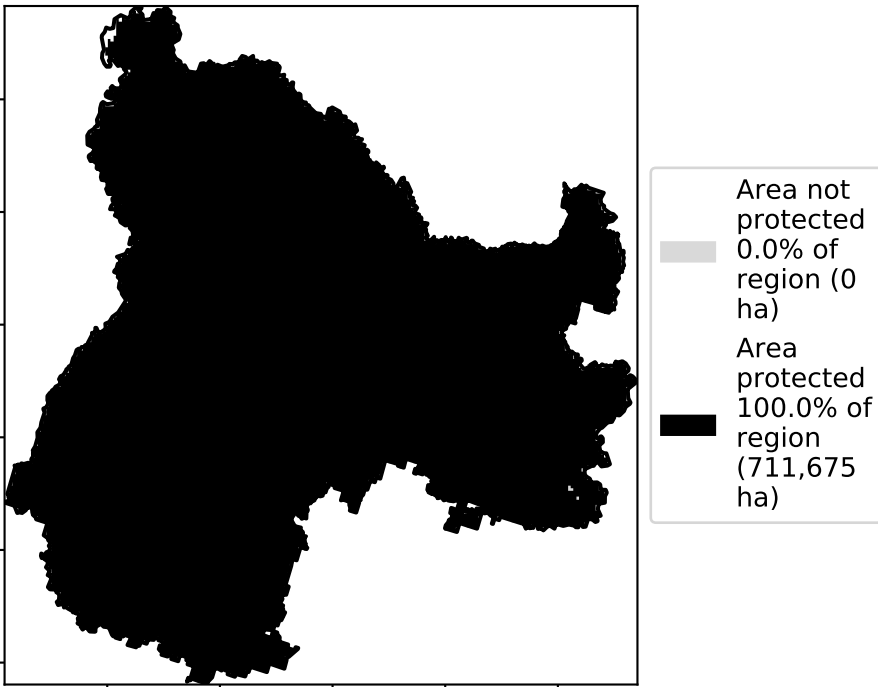 Area not
protected
0.0% of
region (0
ha)
Area
protected
100.0% of
region
(711,675
ha)